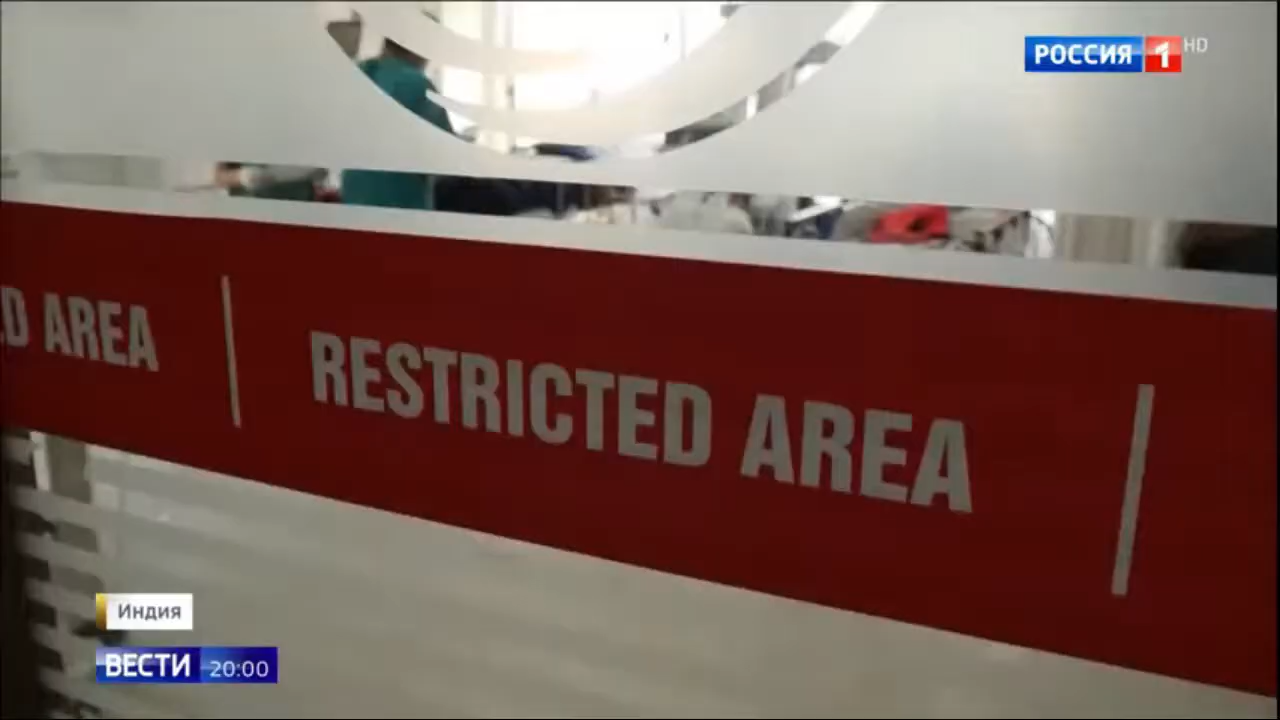 РОССИЯ 1 HD
D AREA | RESTRICTED AREA |
Индия
ВЕСТИ 20:00